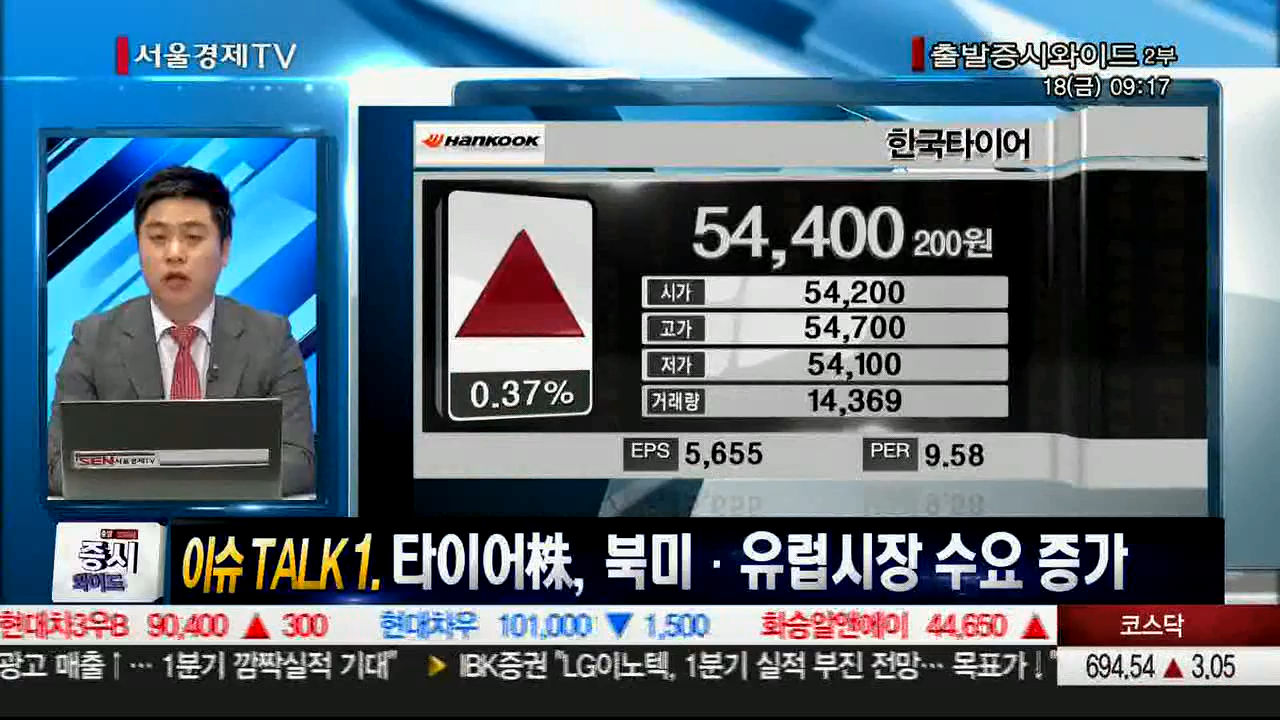 서울경제TV
출발증시와이드 2부
18(금) 09:17
HANKOOK
한국타이어
54,400 200원
0.37%
시가 54,200
고가 54,700
저가 54,100
거래량 14,369
EPS 5,655 PER 9.58
SEN서울경제TV
출발
증시
와이드
이슈 TALK 1. 타이어株, 북미 · 유럽시장 수요 증가
현대차3우B 90,400 ▲ 300 현대차우 101,000 ▼ 1,500 화승알앤에이 44,650 ▲
코스닥
광고 매출↑… 1분기 깜짝실적 기대" ▶ IBK증권 "LG이노텍, 1분기 실적 부진 전망… 목표가↓"
694.54 ▲ 3.05